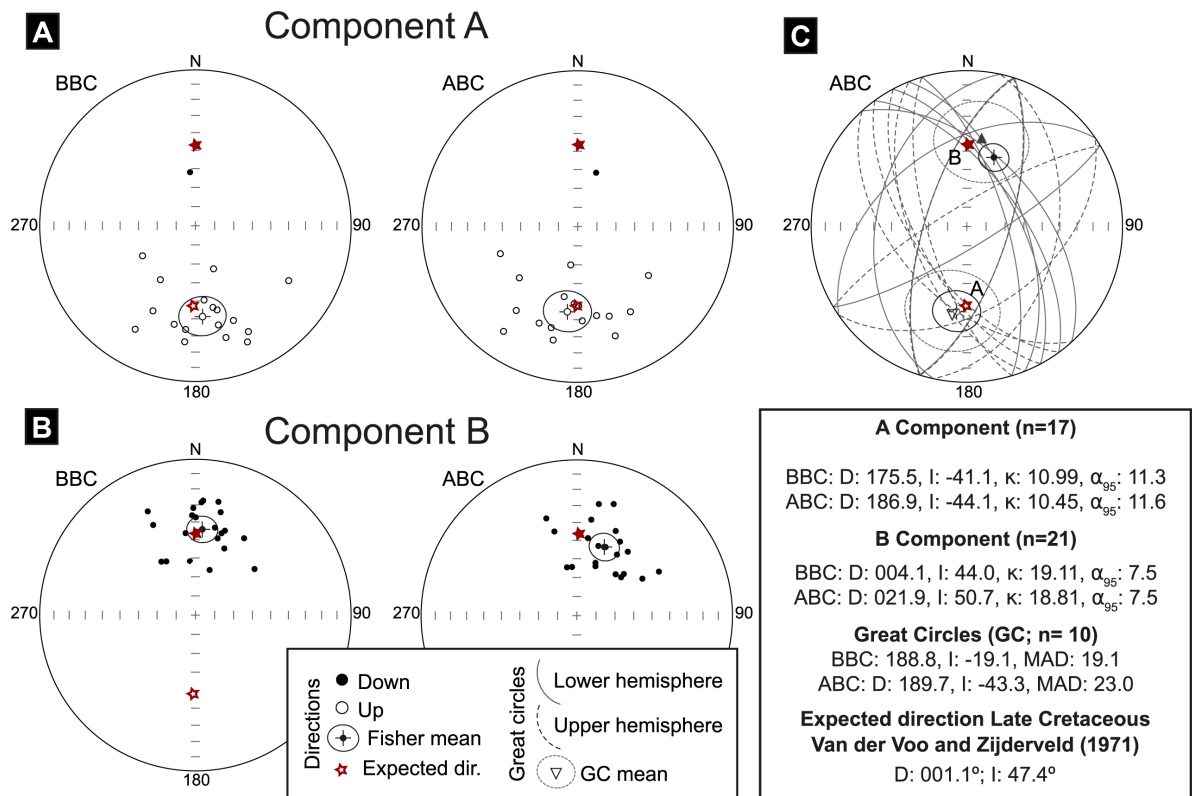 A
Component A
C
N
BBC
270
180
N
ABC
90
N
ABC
270
90
B
A
180
B
Component B
N
BBC
270
180
N
ABC
90
Directions
Down
Up
Fisher mean
Expected dir.
Great circles
Lower hemisphere
Upper hemisphere
GC mean
A Component (n=17)
BBC: D: 175.5, I: -41.1, κ: 10.99, α95: 11.3
ABC: D: 186.9, I: -44.1, κ: 10.45, α95: 11.6
B Component (n=21)
BBC: D: 004.1, I: 44.0, κ: 19.11, α95: 7.5
ABC: D: 021.9, I: 50.7, κ: 18.81, α95: 7.5
Great Circles (GC; n= 10)
BBC: 188.8, I: -19.1, MAD: 19.1
ABC: D: 189.7, I: -43.3, MAD: 23.0
Expected direction Late Cretaceous
Van der Voo and Zijderveld (1971)
D: 001.1º; I: 47.4º